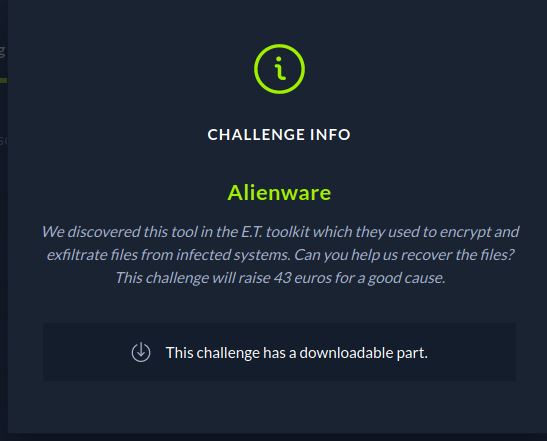 CHALLENGE INFO
Alienware
We discovered this tool in the E.T. toolkit which they used to encrypt and
exfiltrate files from infected systems. Can you help us recover the files?
This challenge will raise 43 euros for a good cause.
This challenge has a downloadable part.